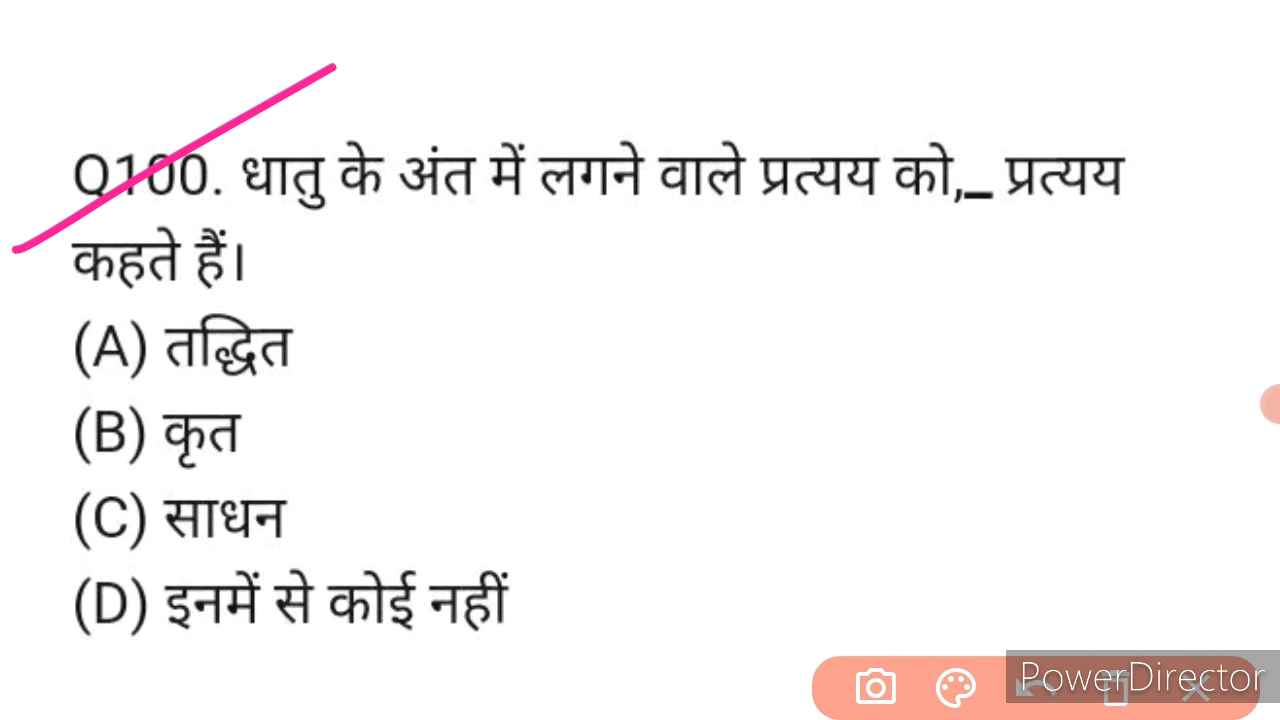 Q100. धातु के अंत में लगने वाले प्रत्यय को,_ प्रत्यय
कहते हैं।
(A) तद्धित
(B) कृत
(C) साधन
(D) इनमें से कोई नहीं
PowerDirector